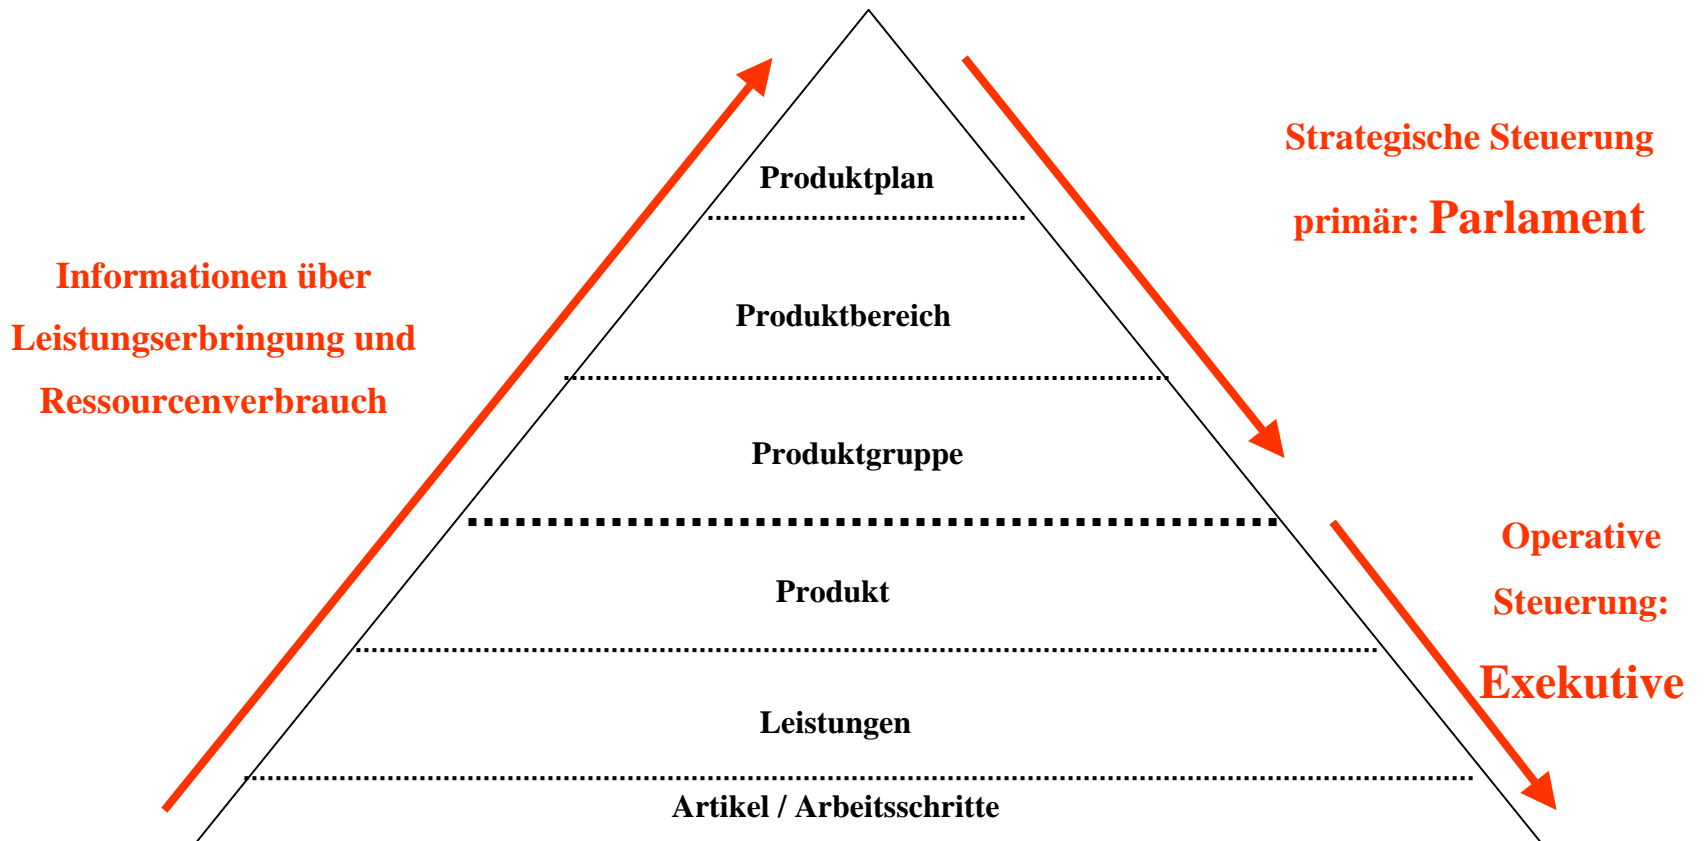 Strategische Steuerung
primär: Parlament
Produktplan
Informationen über
Leistungserbringung und
Ressourcenverbrauch
Produktbereich
Produktgruppe
Operative
Steuerung:
Exekutive
Produkt
Leistungen
Artikel / Arbeitsschritte